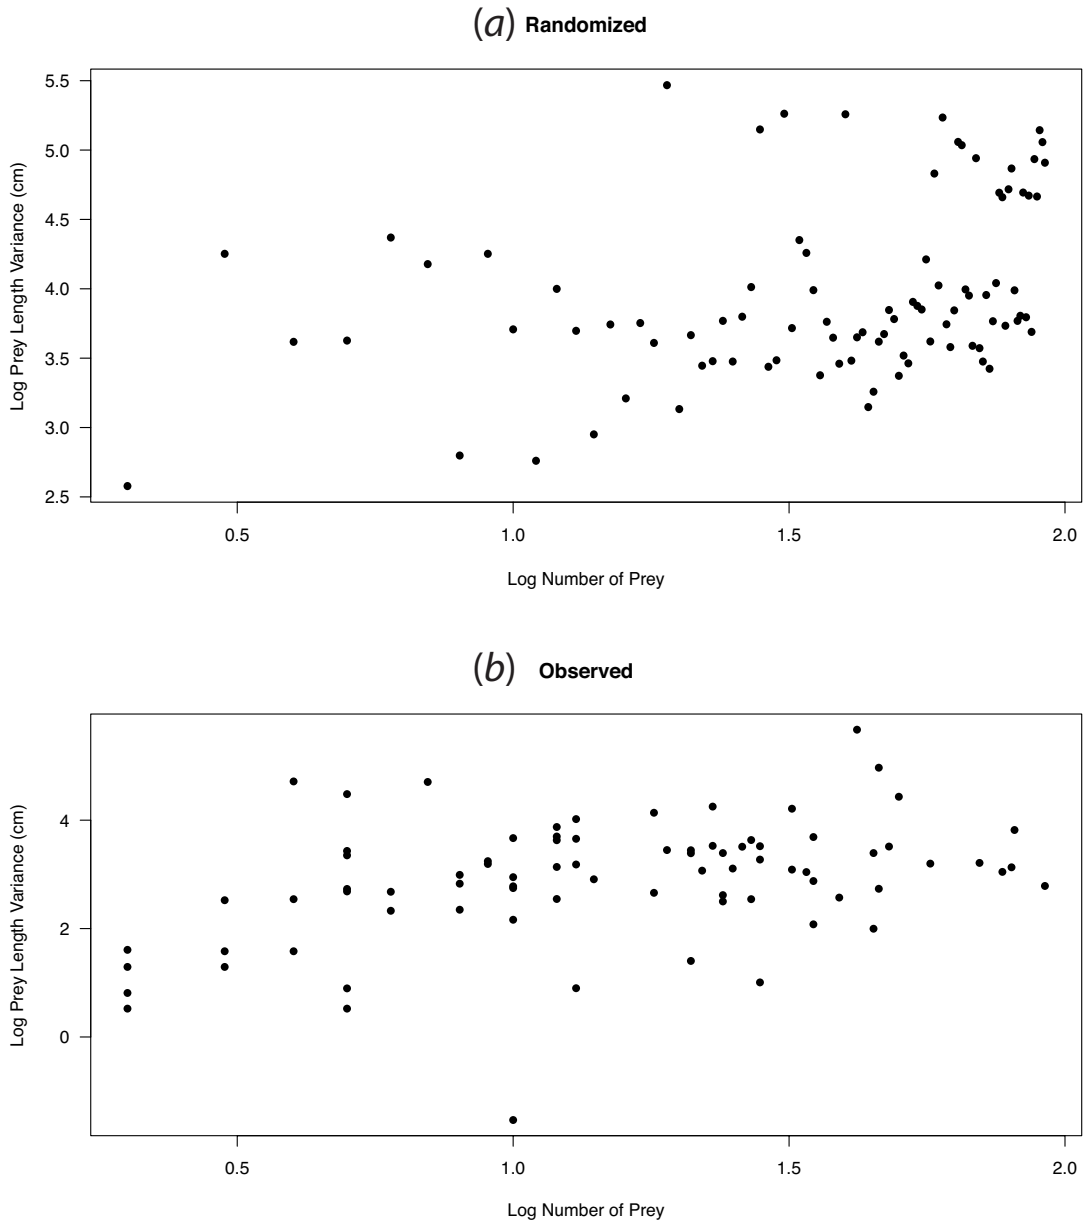 (a) Randomized
5.5
5.0
4.5
4.0
3.5
3.0
2.5
Log Prey Length Variance (cm)
0.5 1.0 1.5 2.0
Log Number of Prey
(b) Observed
4
2
0
Log Prey Length Variance (cm)
0.5 1.0 1.5 2.0
Log Number of Prey